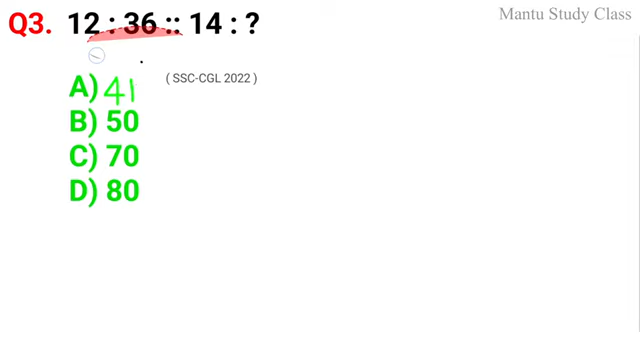 Mantu Study Class
Q3. 12 : 36 :: 14 : ?
A) 41
( SSC-CGL 2022 )
B) 50
C) 70
D) 80